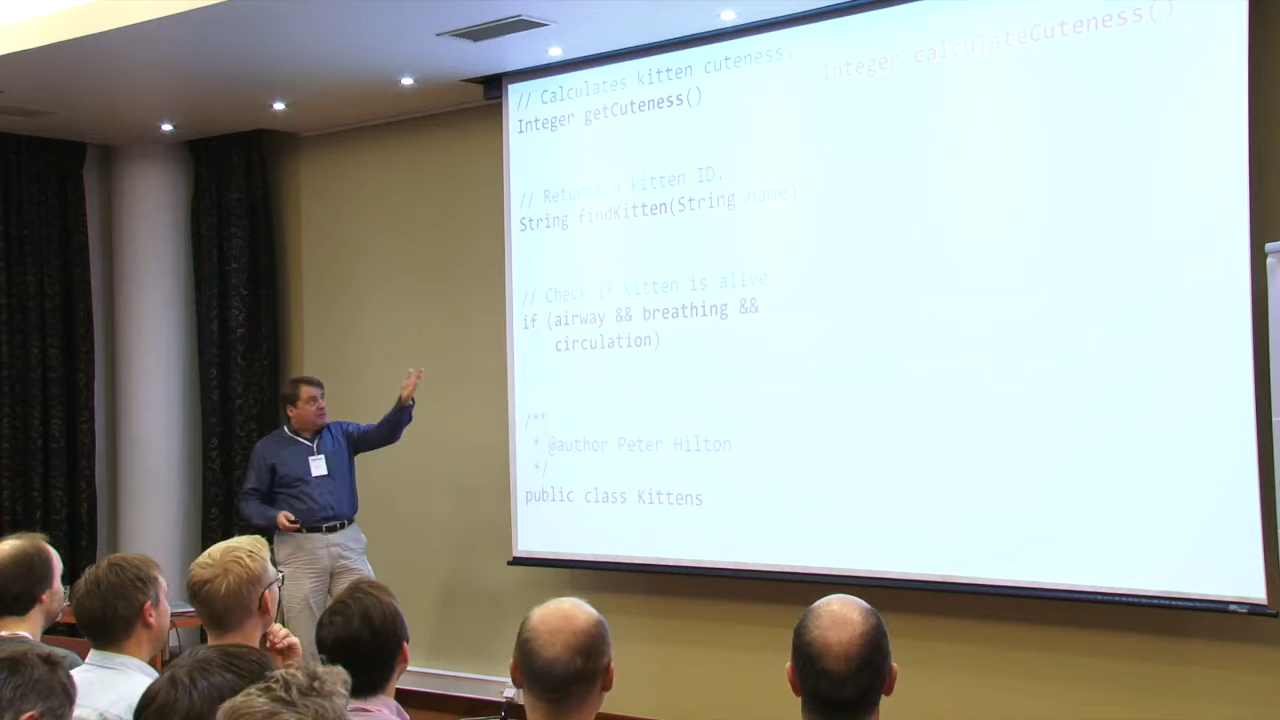 // Calculates kitten cuteness.
Integer getCuteness()
Integer calculateCuteness()
// Returns a kitten ID.
String findKitten(String name)
// Check if kitten is alive.
if (airway && breathing &&
circulation)
/**
* @author Peter Hilton
*/
public class Kittens